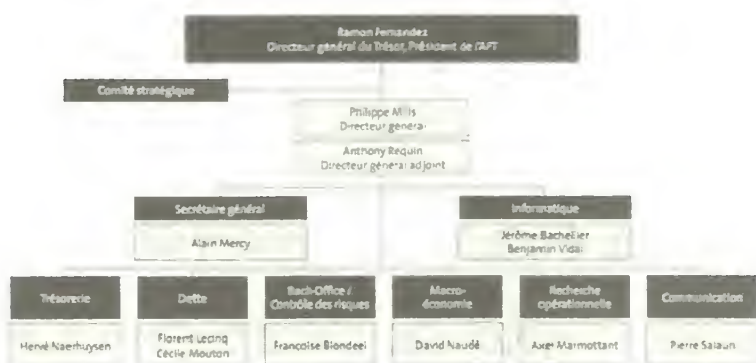 Ramon Fernandez
Directeur général du Trésor, Président de l'AFT
Comité stratégique
Philippe Mills
Directeur général
Anthony Requin
Directeur général adjoint
Secrétaire général
Informatique
Alain Mercy
Jérôme Bachellier
Benjamin Vidal
Trésorerie
Dette
Back-Office /
Contrôle des risques
Macro-
économie
Recherche
opérationnelle
Communication
Hervé Naerhuysen
Florent Lecinq
Cécile Mouton
Françoise Blondeel
David Naudé
Axel Marmottant
Pierre Salaün